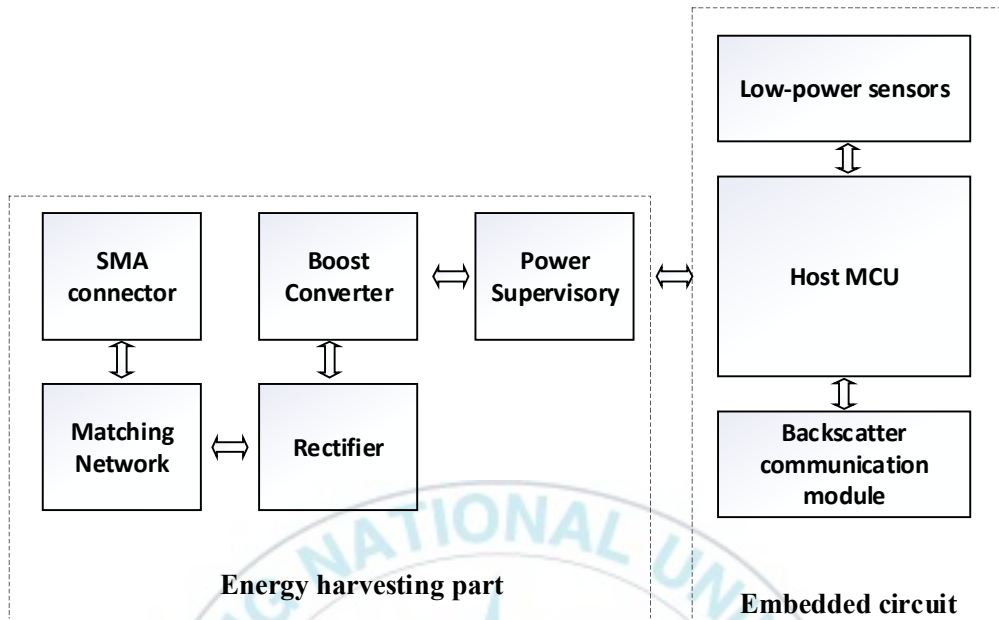 Low-power sensors
SMA
connector
Boost
Converter
Power
Supervisory
Host MCU
Matching
Network
Rectifier
Backscatter
communication
module
NATIONAL
Energy harvesting part
Embedded circuit